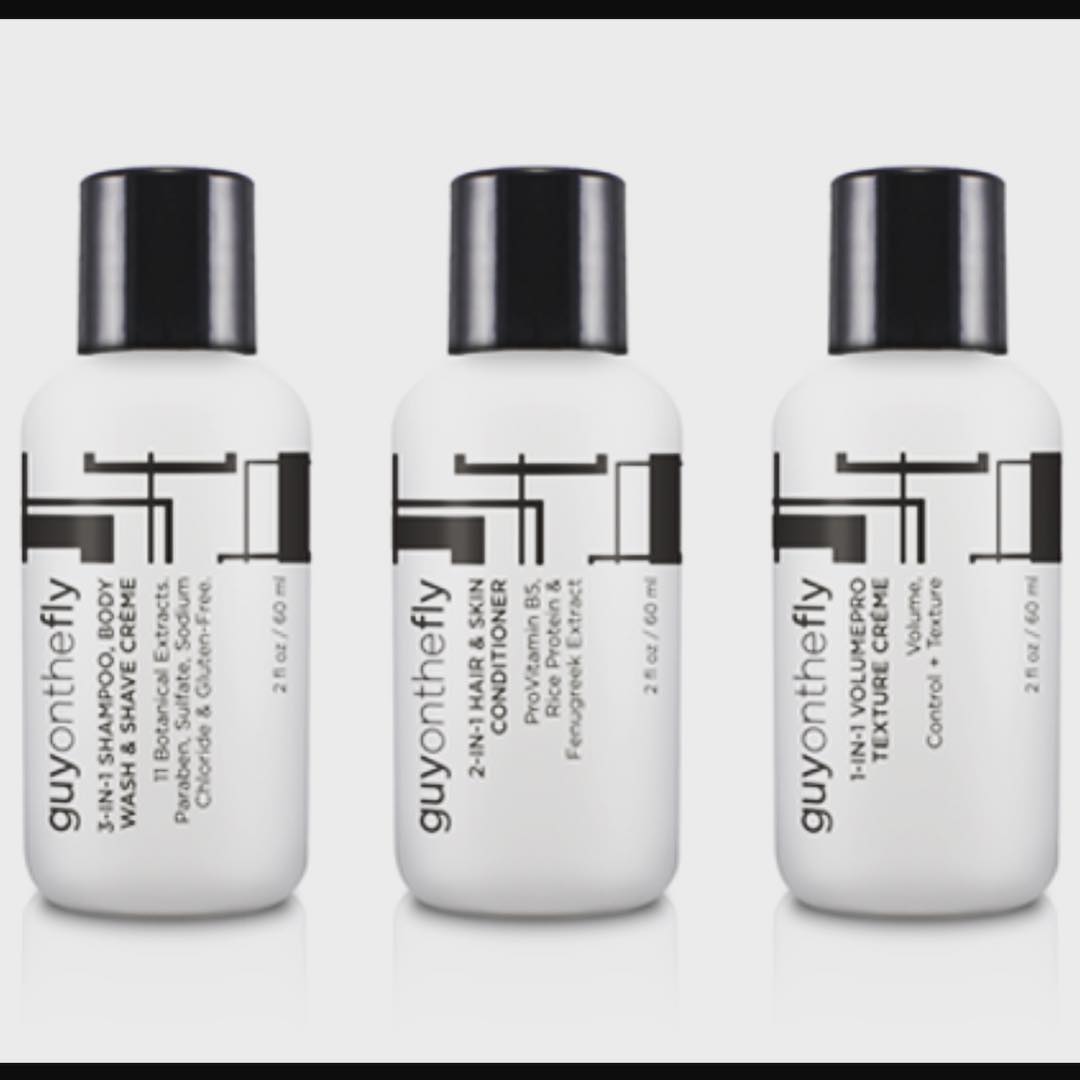 guyonthefly
3-IN-1 SHAMPOO, BODY
WASH & SHAVE CRÈME
11 Botanical Extracts.
Paraben, Sulfate, Sodium
Chloride & Gluten-Free.
2 fl oz / 60 ml
guyonthefly
2-IN-1 HAIR & SKIN
CONDITIONER
ProVitamin B5,
Rice Protein &
Fenugreek Extract
2 fl oz / 60 ml
guyonthefly
1-IN-1 VOLUMEPRO
TEXTURE CRÈME
Volume,
Control + Texture
2 fl oz / 60 ml